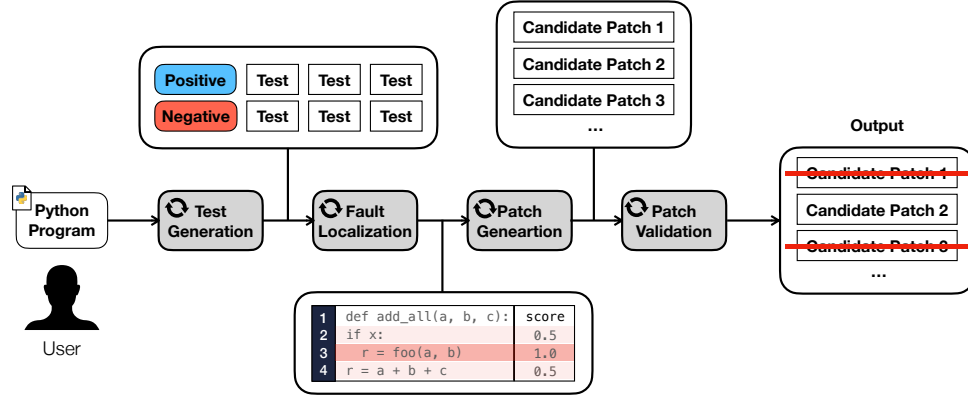 Candidate Patch 1
Candidate Patch 2
Candidate Patch 3
...
Positive Test Test Test
Negative Test Test Test
Output
Candidate Patch 1
Candidate Patch 2
Candidate Patch 3
...
Python
Program
Test
Generation
Fault
Localization
Patch
Geneartion
Patch
Validation
User
1 def add_all(a, b, c): score
2 if x: 0.5
3 r = foo(a, b) 1.0
4 r = a + b + c 0.5